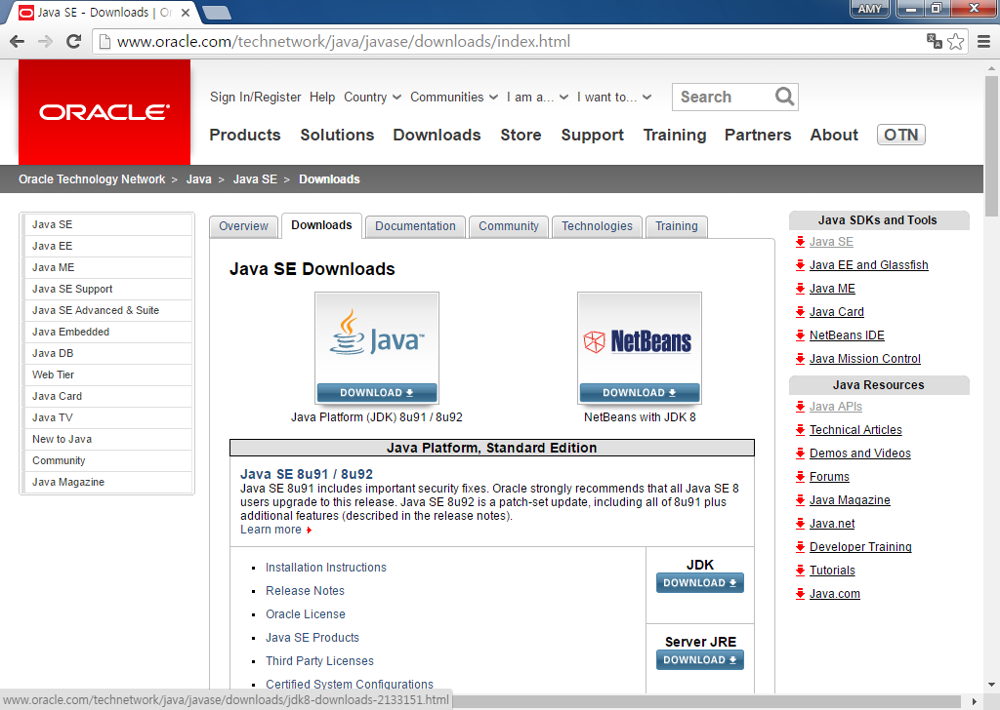 Java SE - Downloads | Or
AMY
www.oracle.com/technetwork/java/javase/downloads/index.html
ORACLE
Sign In/Register Help Country Communities I am a... I want to... Search
Products Solutions Downloads Store Support Training Partners About OTN
Oracle Technology Network > Java > Java SE > Downloads
Java SE
Java EE
Java ME
Java SE Support
Java SE Advanced & Suite
Java Embedded
Java DB
Web Tier
Java Card
Java TV
New to Java
Community
Java Magazine
Overview Downloads Documentation Community Technologies Training
Java SE Downloads
Java™
DOWNLOAD
Java Platform (JDK) 8u91 / 8u92
NetBeans
DOWNLOAD
NetBeans with JDK 8
Java Platform, Standard Edition
Java SE 8u91 / 8u92
Java SE 8u91 includes important security fixes. Oracle strongly recommends that all Java SE 8
users upgrade to this release. Java SE 8u92 is a patch-set update, including all of 8u91 plus
additional features (described in the release notes).
Learn more
Installation Instructions
Release Notes
Oracle License
Java SE Products
Third Party Licenses
Certified System Configurations
JDK
DOWNLOAD
Server JRE
DOWNLOAD
Java SDKs and Tools
Java SE
Java EE and Glassfish
Java ME
Java Card
NetBeans IDE
Java Mission Control
Java Resources
Java APIs
Technical Articles
Demos and Videos
Forums
Java Magazine
Java.net
Developer Training
Tutorials
Java.com
www.oracle.com/technetwork/java/javase/downloads/jdk8-downloads-2133151.html